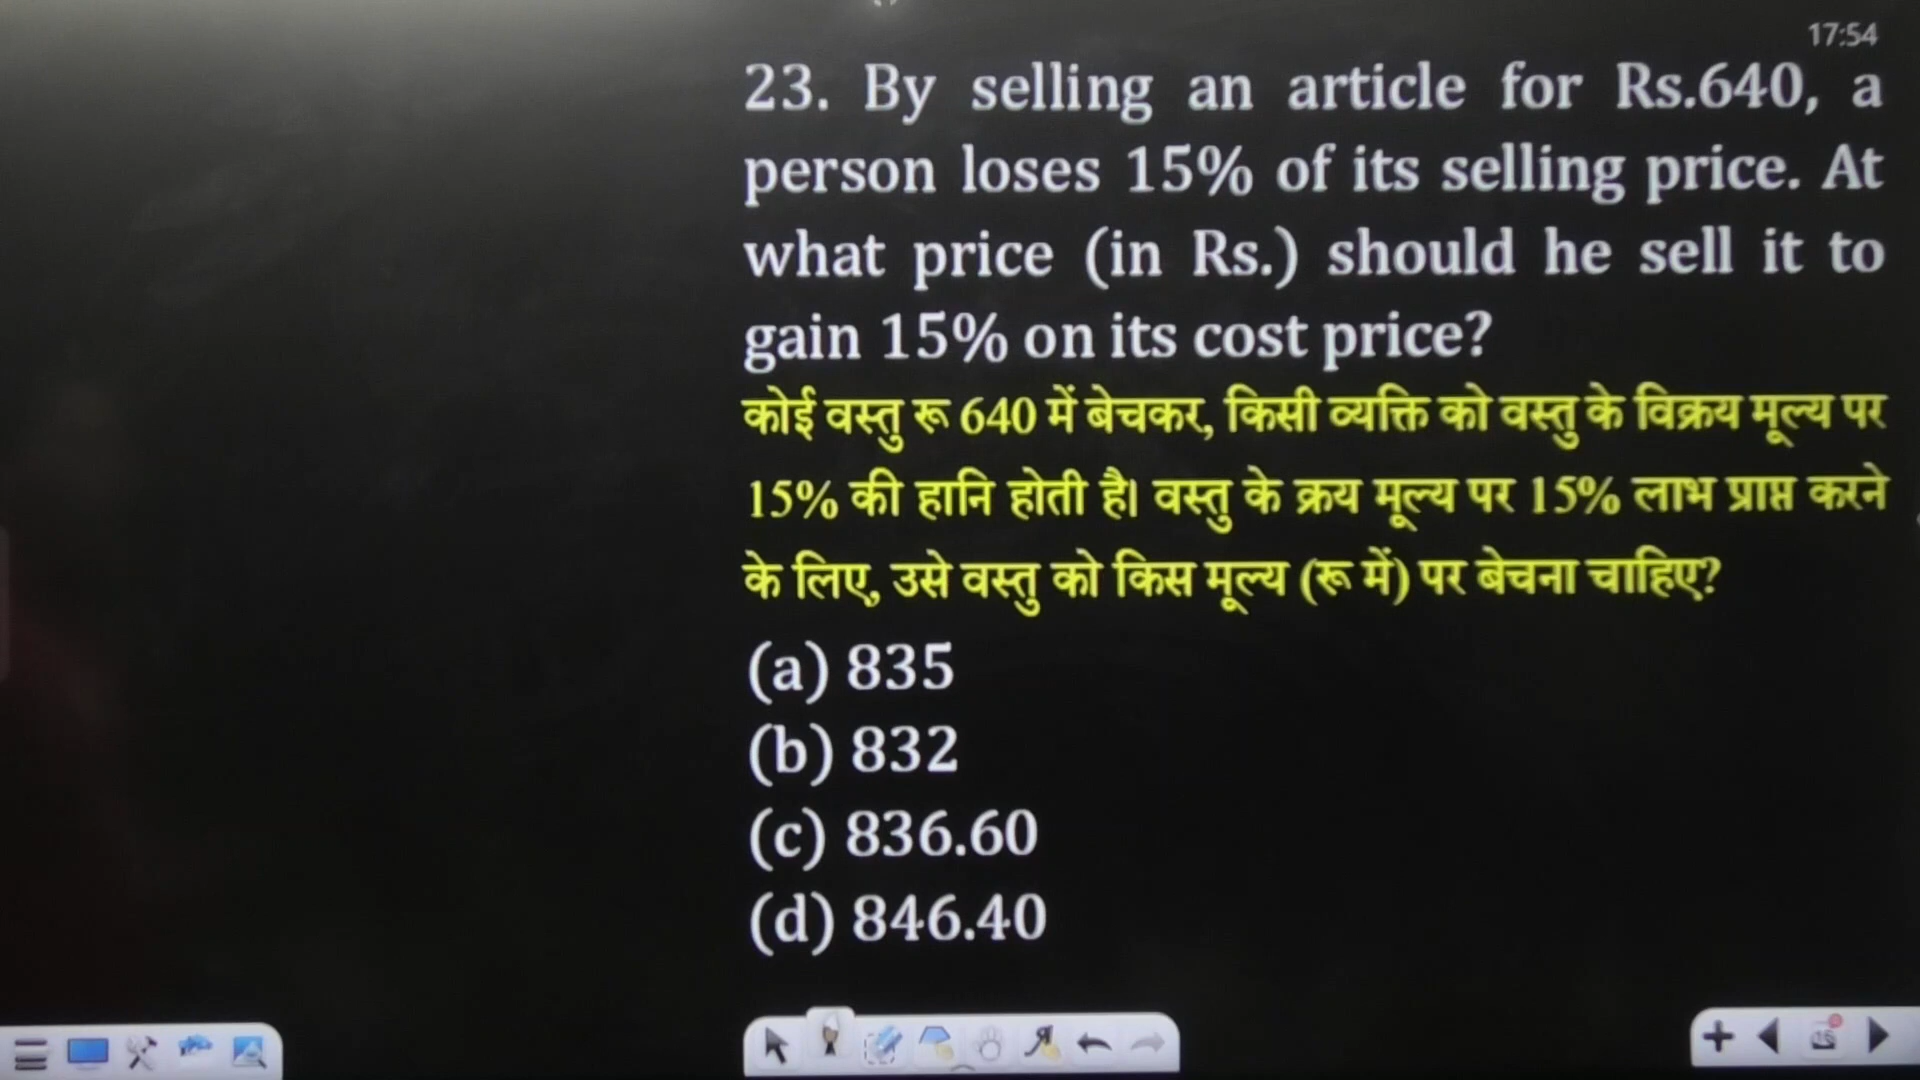 17:54
23. By selling an article for Rs.640, a
person loses 15% of its selling price. At
what price (in Rs.) should he sell it to
gain 15% on its cost price?
कोई वस्तु रू 640 में बेचकर, किसी व्यक्ति को वस्तु के विक्रय मूल्य पर
15% की हानि होती है। वस्तु के क्रय मूल्य पर 15% लाभ प्राप्त करने
के लिए, उसे वस्तु को किस मूल्य (रू में) पर बेचना चाहिए?
(a) 835
(b) 832
(c) 836.60
(d) 846.40